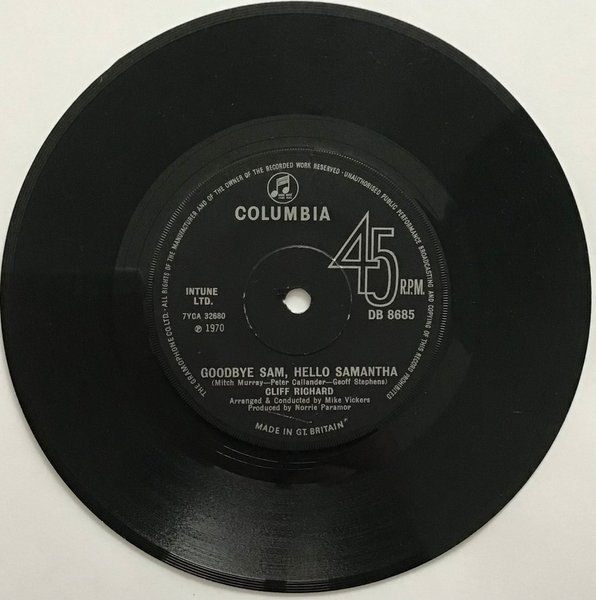 THE GRAMOPHONE CO. LTD. · ALL RIGHTS OF THE MANUFACTURER AND OF THE OWNER OF THE RECORDED WORK RESERVED · UNAUTHORISED PUBLIC PERFORMANCE BROADCASTING AND COPYING OF THIS RECORD PROHIBITED
COLUMBIA
45
R.P.M.
INTUNE
LTD.
DB 8685
7YCA 32680
℗ 1970
GOODBYE SAM, HELLO SAMANTHA
(Mitch Murray—Peter Callander—Geoff Stephens)
CLIFF RICHARD
Arranged & Conducted by Mike Vickers
Produced by Norrie Paramor
MADE IN GT. BRITAIN